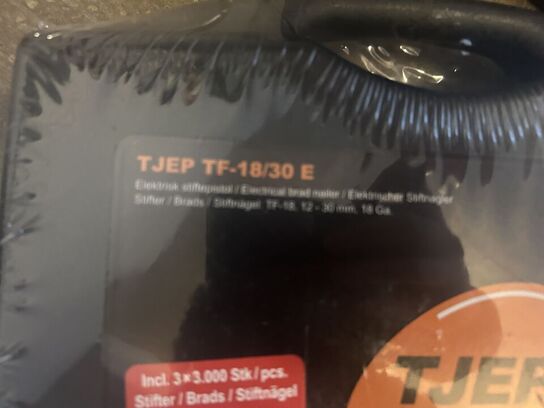 TJEP TF-18/30 E
Elektrisk stiftepistol / Electrical brad nailer / Elektrischer Stiftnagler
Stifter / Brads / Stiftnägel: TF-18, 12 - 30 mm, 18 Ga.
Incl. 3×3.000 Stk/pcs.
Stifter / Brads / Stiftnägel
TJEP